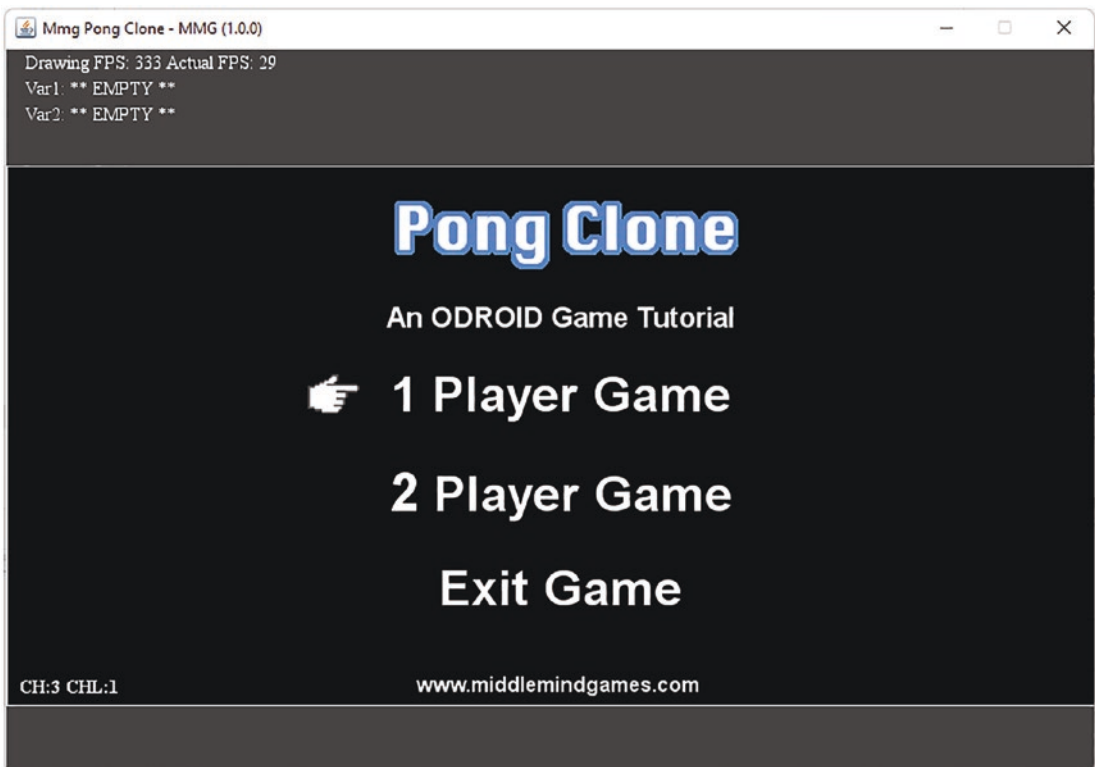 Mmg Pong Clone - MMG (1.0.0)
Drawing FPS: 333 Actual FPS: 29
Var1: ** EMPTY **
Var2: ** EMPTY **
Pong Clone
An ODROID Game Tutorial
1 Player Game
2 Player Game
Exit Game
CH:3 CHL:1
www.middlemindgames.com